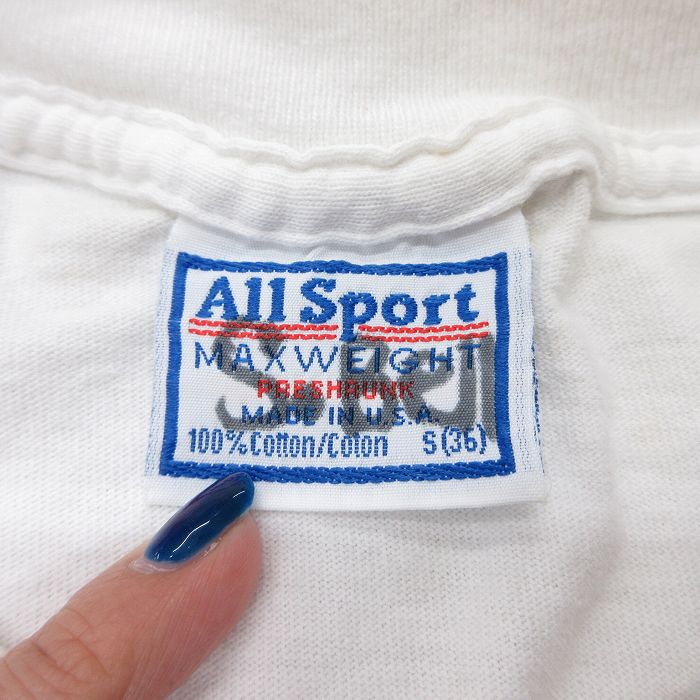 All Sport
MAXWEIGHT
PRESHRUNK
MADE IN U.S.A
100% Cotton/Coton S (36)